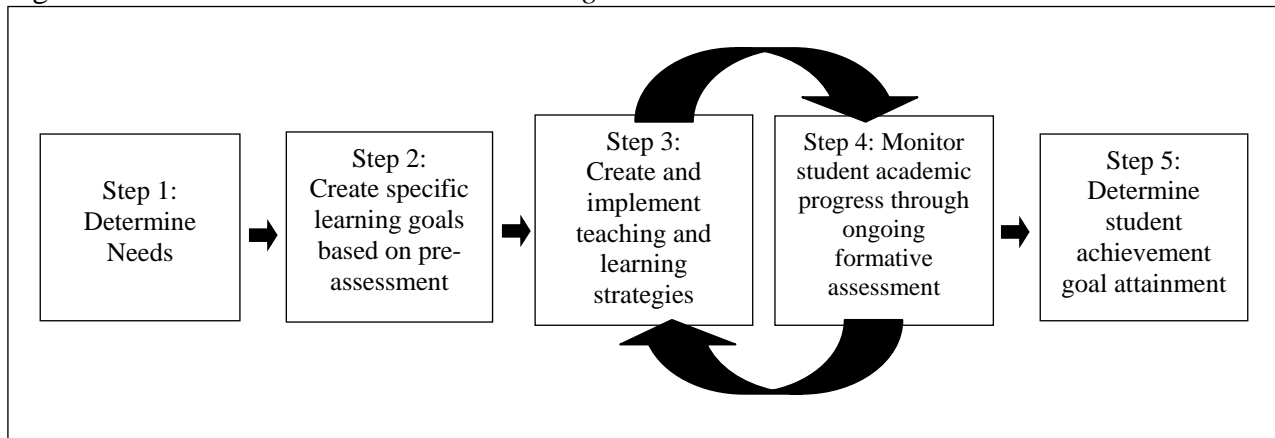 Step 1:
Determine
Needs
Step 2:
Create specific
learning goals
based on pre-
assessment
Step 3:
Create and
implement
teaching and
learning
strategies
Step 4: Monitor
student academic
progress through
ongoing
formative
assessment
Step 5:
Determine
student
achievement
goal attainment